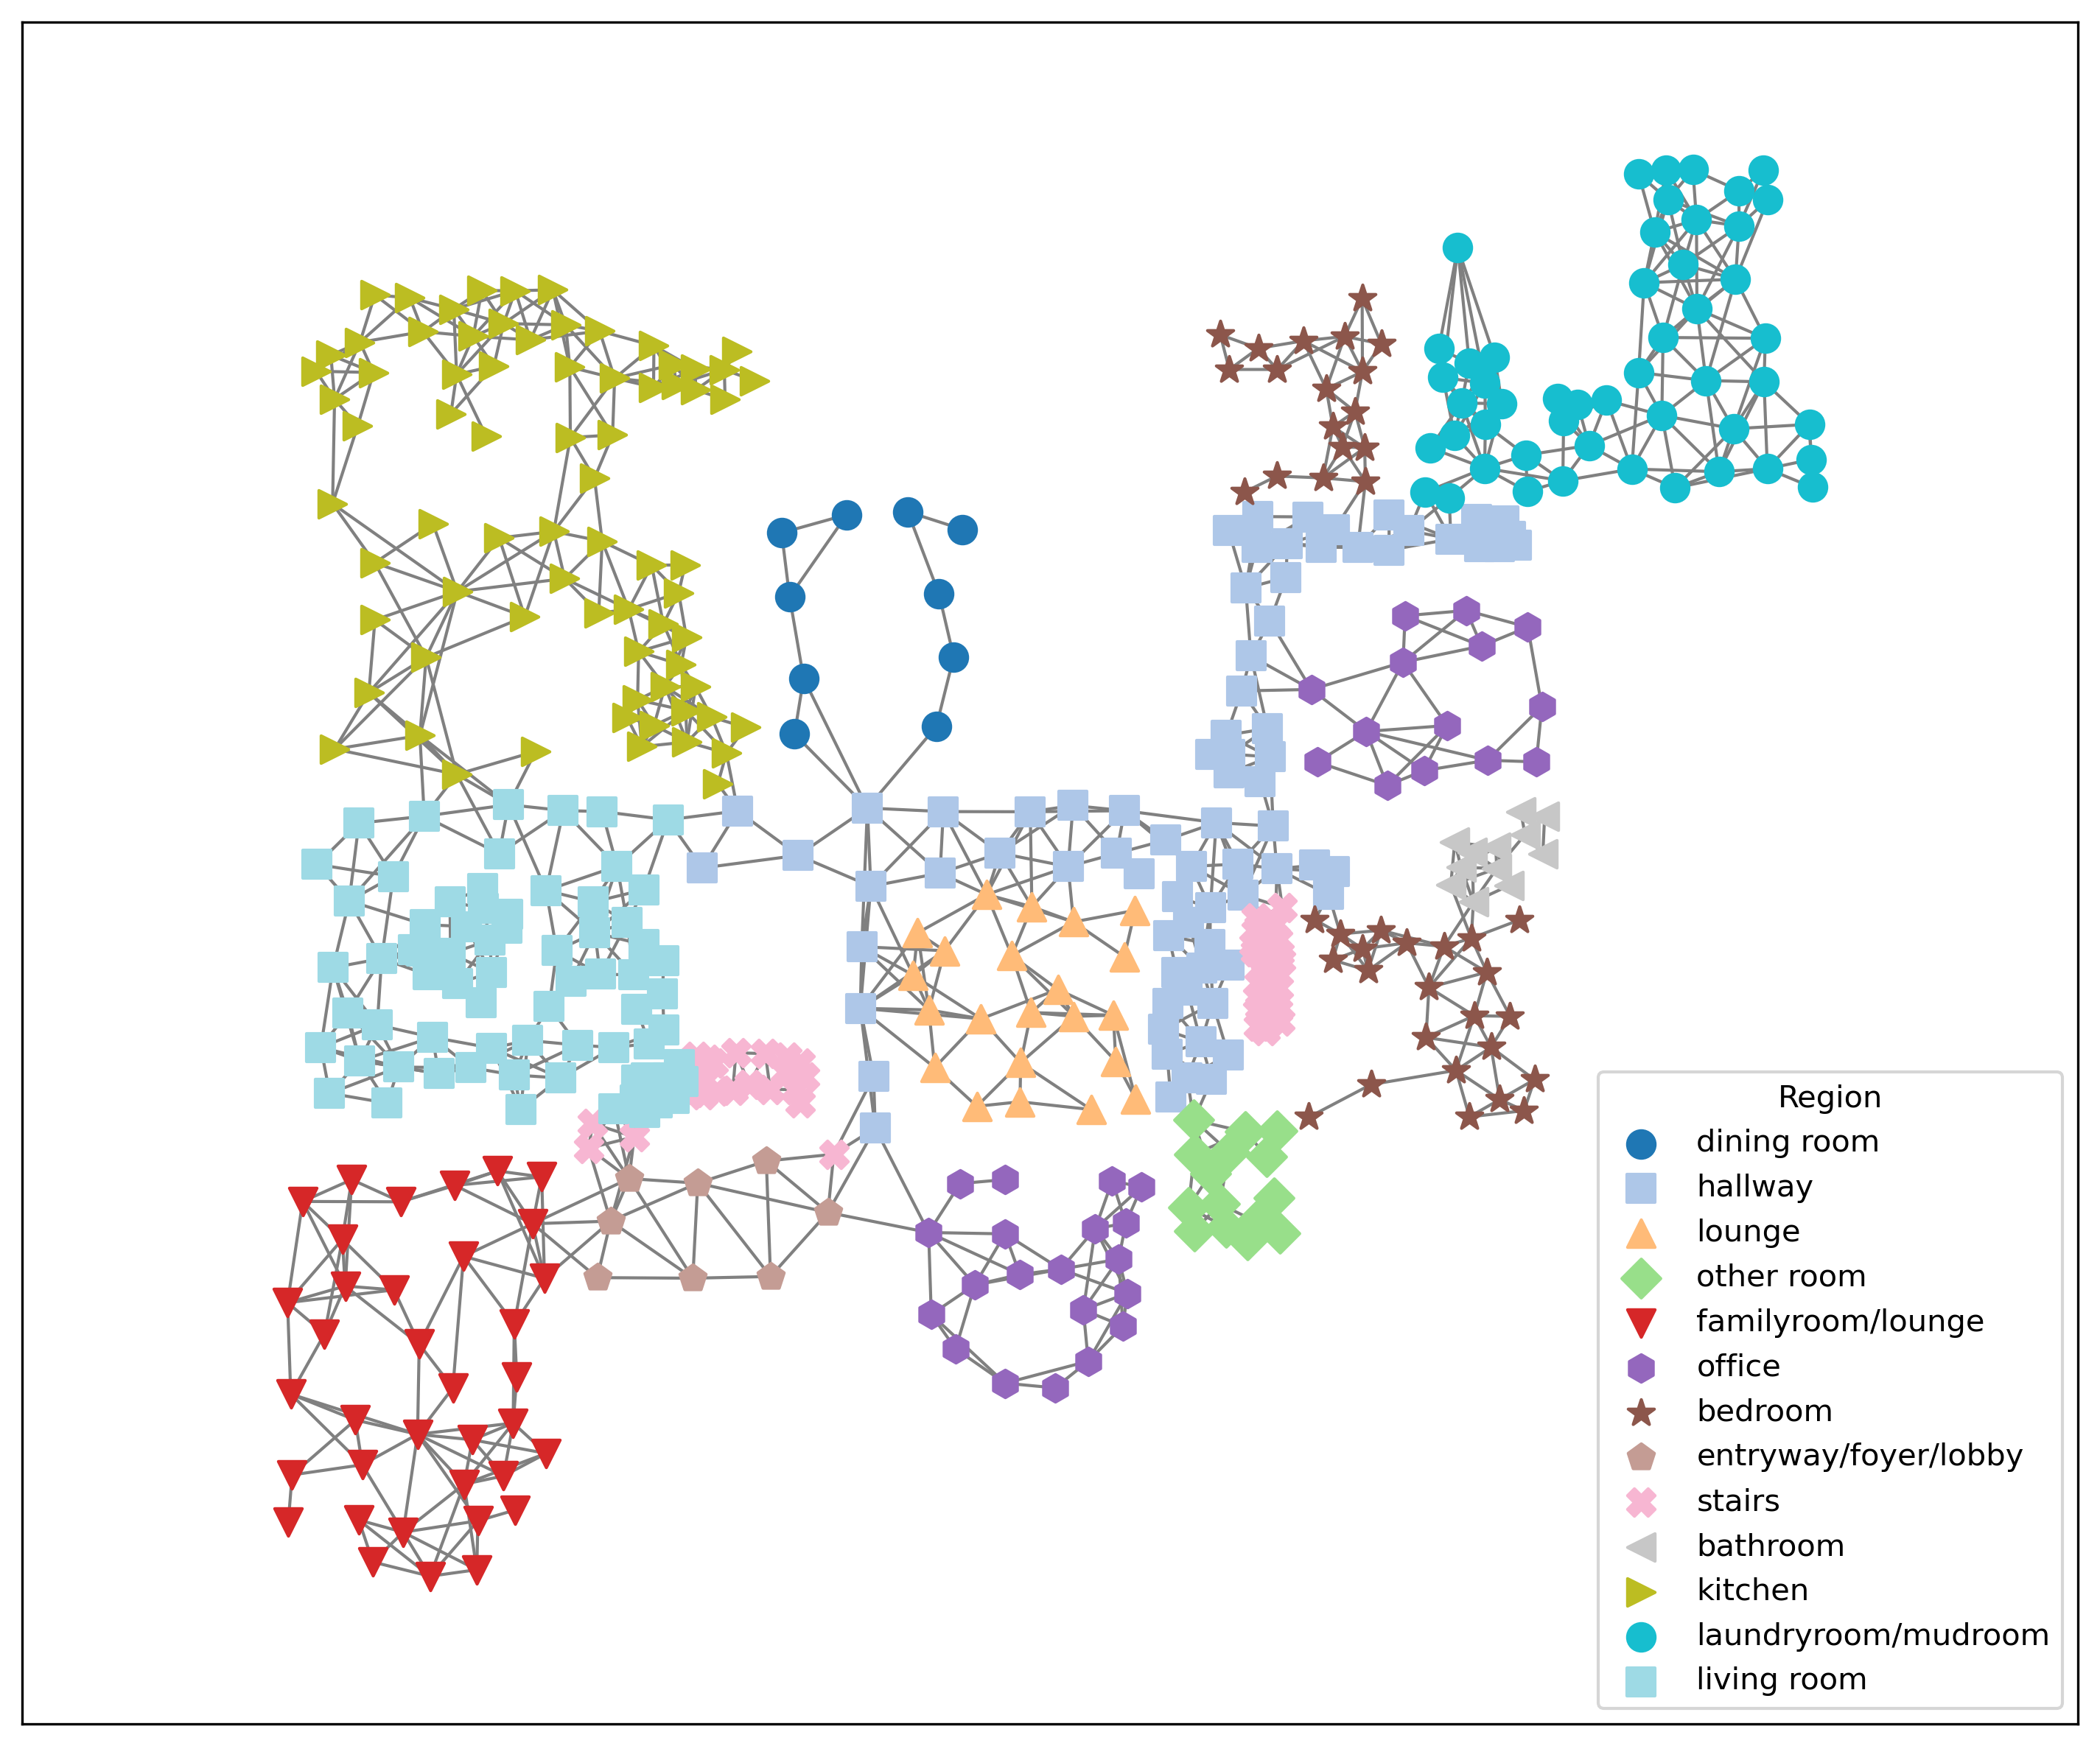 Region
dining room
hallway
lounge
other room
familyroom/lounge
office
bedroom
entryway/foyer/lobby
stairs
bathroom
kitchen
laundryroom/mudroom
living room